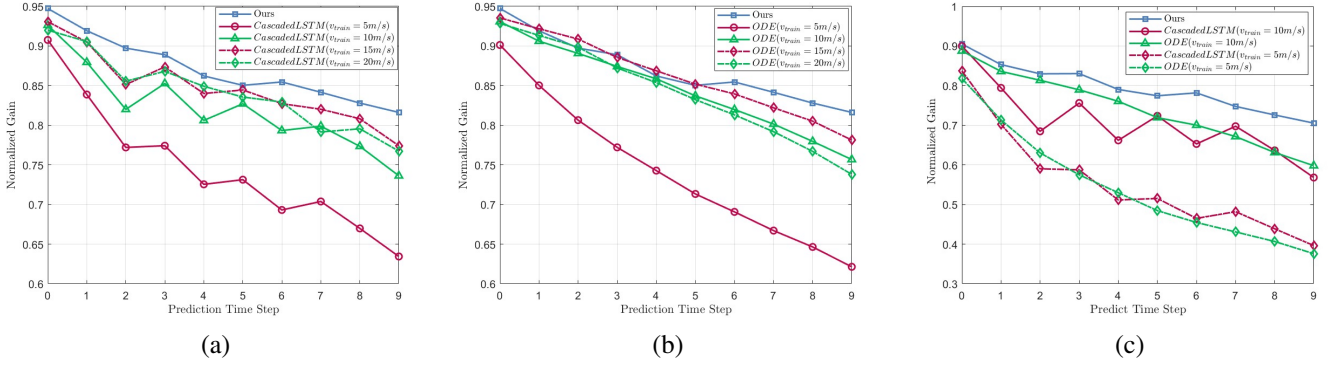 0.95
0.9
0.85
0.8
0.75
0.7
0.65
0.6
Normalized Gain
0 1 2 3 4 5 6 7 8 9
Prediction Time Step
Ours
CascadedLSTM(v_train = 5m/s)
CascadedLSTM(v_train = 10m/s)
CascadedLSTM(v_train = 15m/s)
CascadedLSTM(v_train = 20m/s)
(a)
0.95
0.9
0.85
0.8
0.75
0.7
0.65
0.6
Normalized Gain
0 1 2 3 4 5 6 7 8 9
Prediction Time Step
Ours
ODE(v_train = 5m/s)
ODE(v_train = 10m/s)
ODE(v_train = 15m/s)
ODE(v_train = 20m/s)
(b)
1
0.9
0.8
0.7
0.6
0.5
0.4
0.3
Normalized Gain
0 1 2 3 4 5 6 7 8 9
Predict Time Step
Ours
CascadedLSTM(v_train = 10m/s)
ODE(v_train = 10m/s)
CascadedLSTM(v_train = 5m/s)
ODE(v_train = 5m/s)
(c)